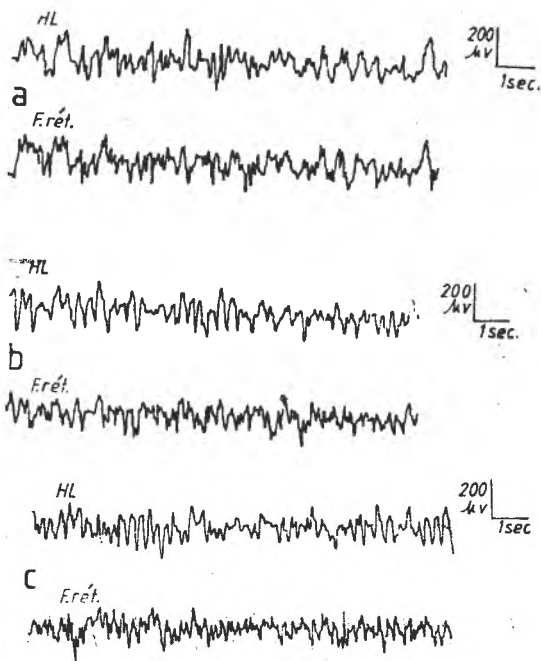 HL
200
μv
1sec.
a
F.rét.
HL
200
μv
1sec.
b
F.rét.
HL
200
μv
1sec
c
F.rét.